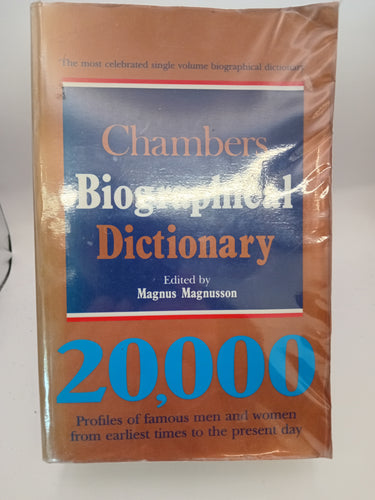 The most celebrated single volume biographical dictionary
Chambers
Biographical
Dictionary
Edited by
Magnus Magnusson
20,000
Profiles of famous men and women
from earliest times to the present day